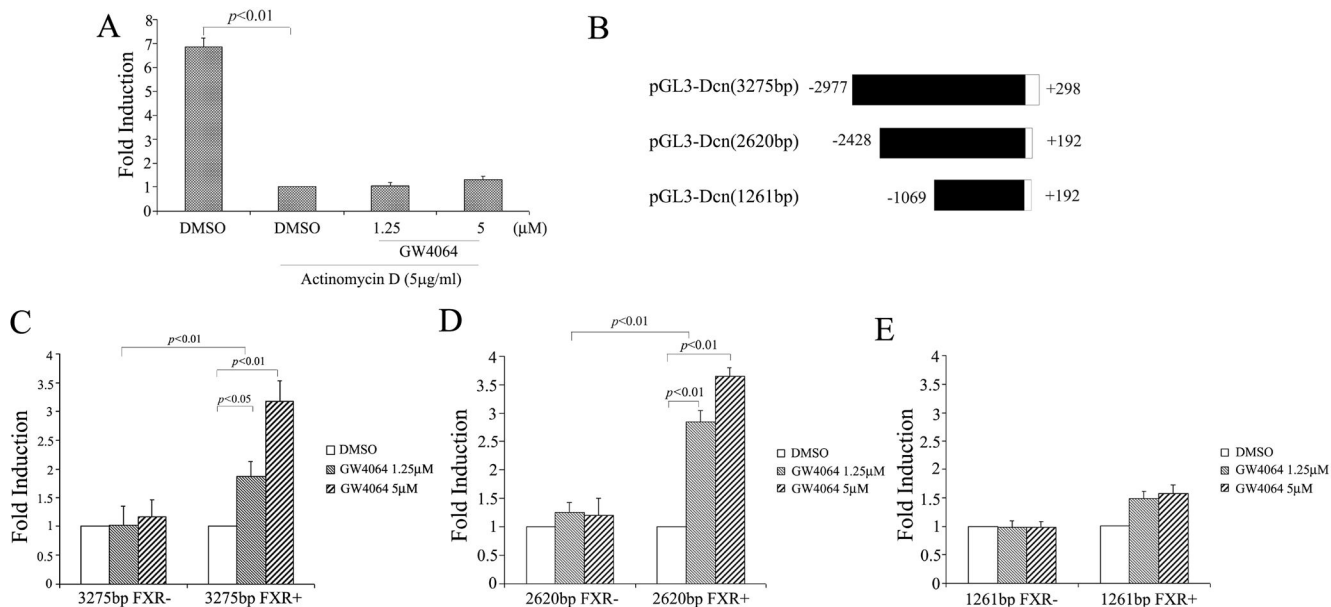 A
p<0.01
8
7
6
5
4
3
2
1
0
Fold Induction
DMSO
DMSO
1.25
5
(μM)
GW4064
Actinomycin D (5μg/ml)
B
pGL3-Dcn(3275bp)
-2977
+298
pGL3-Dcn(2620bp)
-2428
+192
pGL3-Dcn(1261bp)
-1069
+192
C
p<0.01
p<0.01
p<0.05
4
3.5
3
2.5
2
1.5
1
0.5
0
Fold Induction
DMSO
GW4064 1.25μM
GW4064 5μM
3275bp FXR-
3275bp FXR+
D
p<0.01
p<0.01
p<0.01
4
3.5
3
2.5
2
1.5
1
0.5
0
Fold Induction
DMSO
GW4064 1.25μM
GW4064 5μM
2620bp FXR-
2620bp FXR+
E
4
3.5
3
2.5
2
1.5
1
0.5
0
Fold Induction
DMSO
GW4064 1.25μM
GW4064 5μM
1261bp FXR-
1261bp FXR+